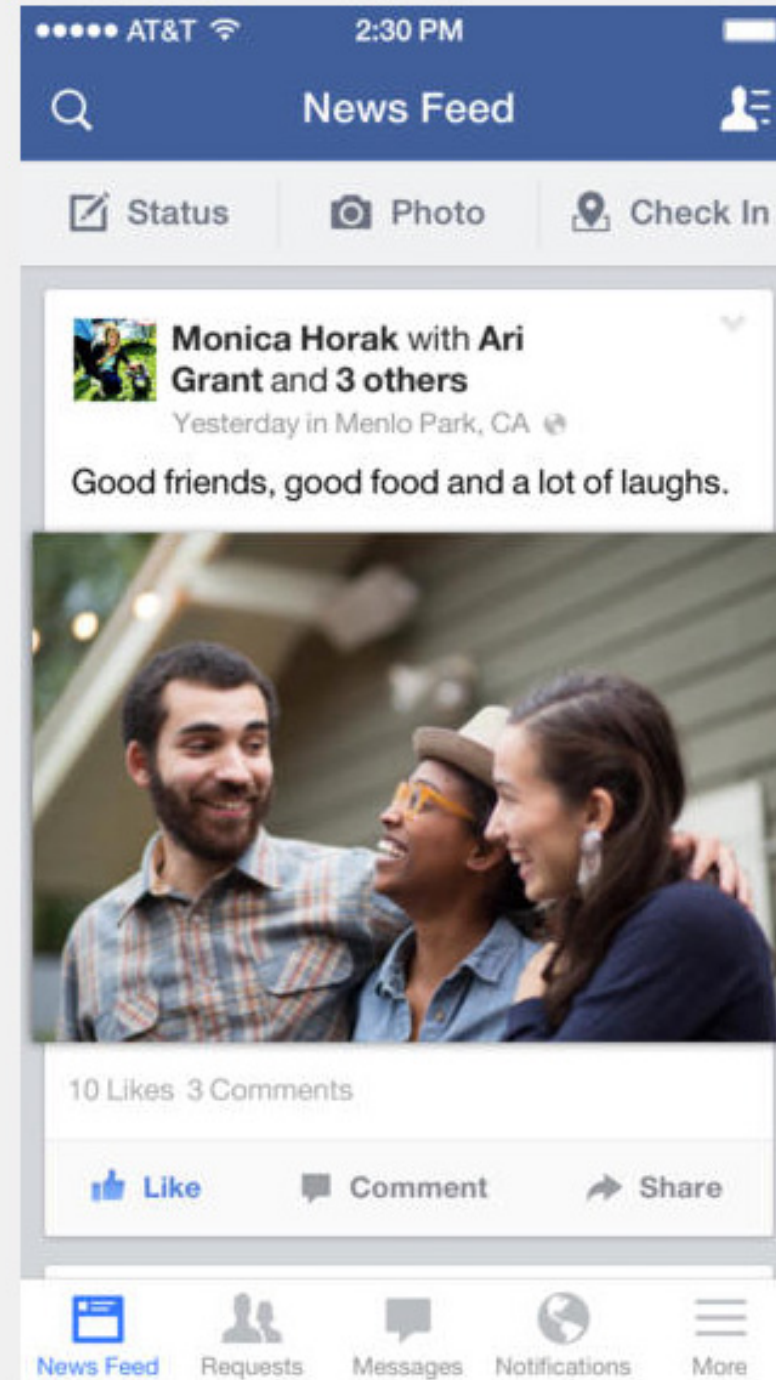 AT&T 2:30 PM
News Feed
Status Photo Check In
Monica Horak with Ari
Grant and 3 others
Yesterday in Menlo Park, CA
Good friends, good food and a lot of laughs.
10 Likes 3 Comments
Like Comment Share
News Feed Requests Messages Notifications More